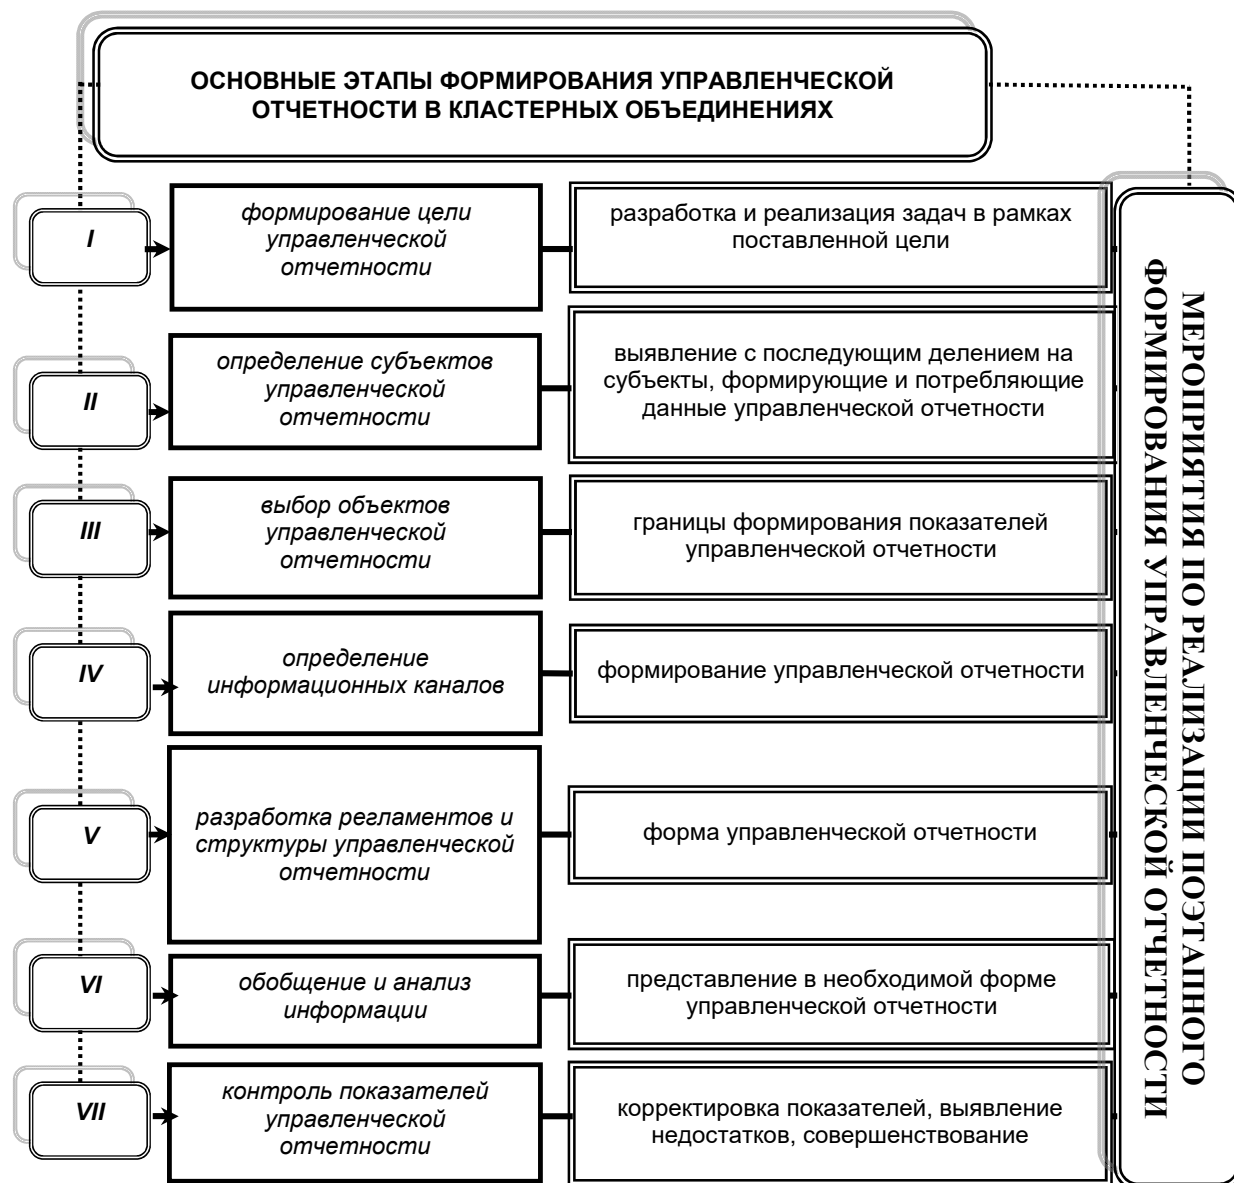 ОСНОВНЫЕ ЭТАПЫ ФОРМИРОВАНИЯ УПРАВЛЕНЧЕСКОЙ
ОТЧЕТНОСТИ В КЛАСТЕРНЫХ ОБЪЕДИНЕНИЯХ
I
формирование цели
управленческой
отчетности
разработка и реализация задач в рамках
поставленной цели
II
определение субъектов
управленческой
отчетности
выявление с последующим делением на
субъекты, формирующие и потребляющие
данные управленческой отчетности
III
выбор объектов
управленческой
отчетности
границы формирования показателей
управленческой отчетности
IV
определение
информационных каналов
формирование управленческой отчетности
V
разработка регламентов и
структуры управленческой
отчетности
форма управленческой отчетности
VI
обобщение и анализ
информации
представление в необходимой форме
управленческой отчетности
VII
контроль показателей
управленческой
отчетности
корректировка показателей, выявление
недостатков, совершенствование
МЕРОПРИЯТИЯ ПО РЕАЛИЗАЦИИ ПОЭТАПНОГО
ФОРМИРОВАНИЯ УПРАВЛЕНЧЕСКОЙ ОТЧЕТНОСТИ